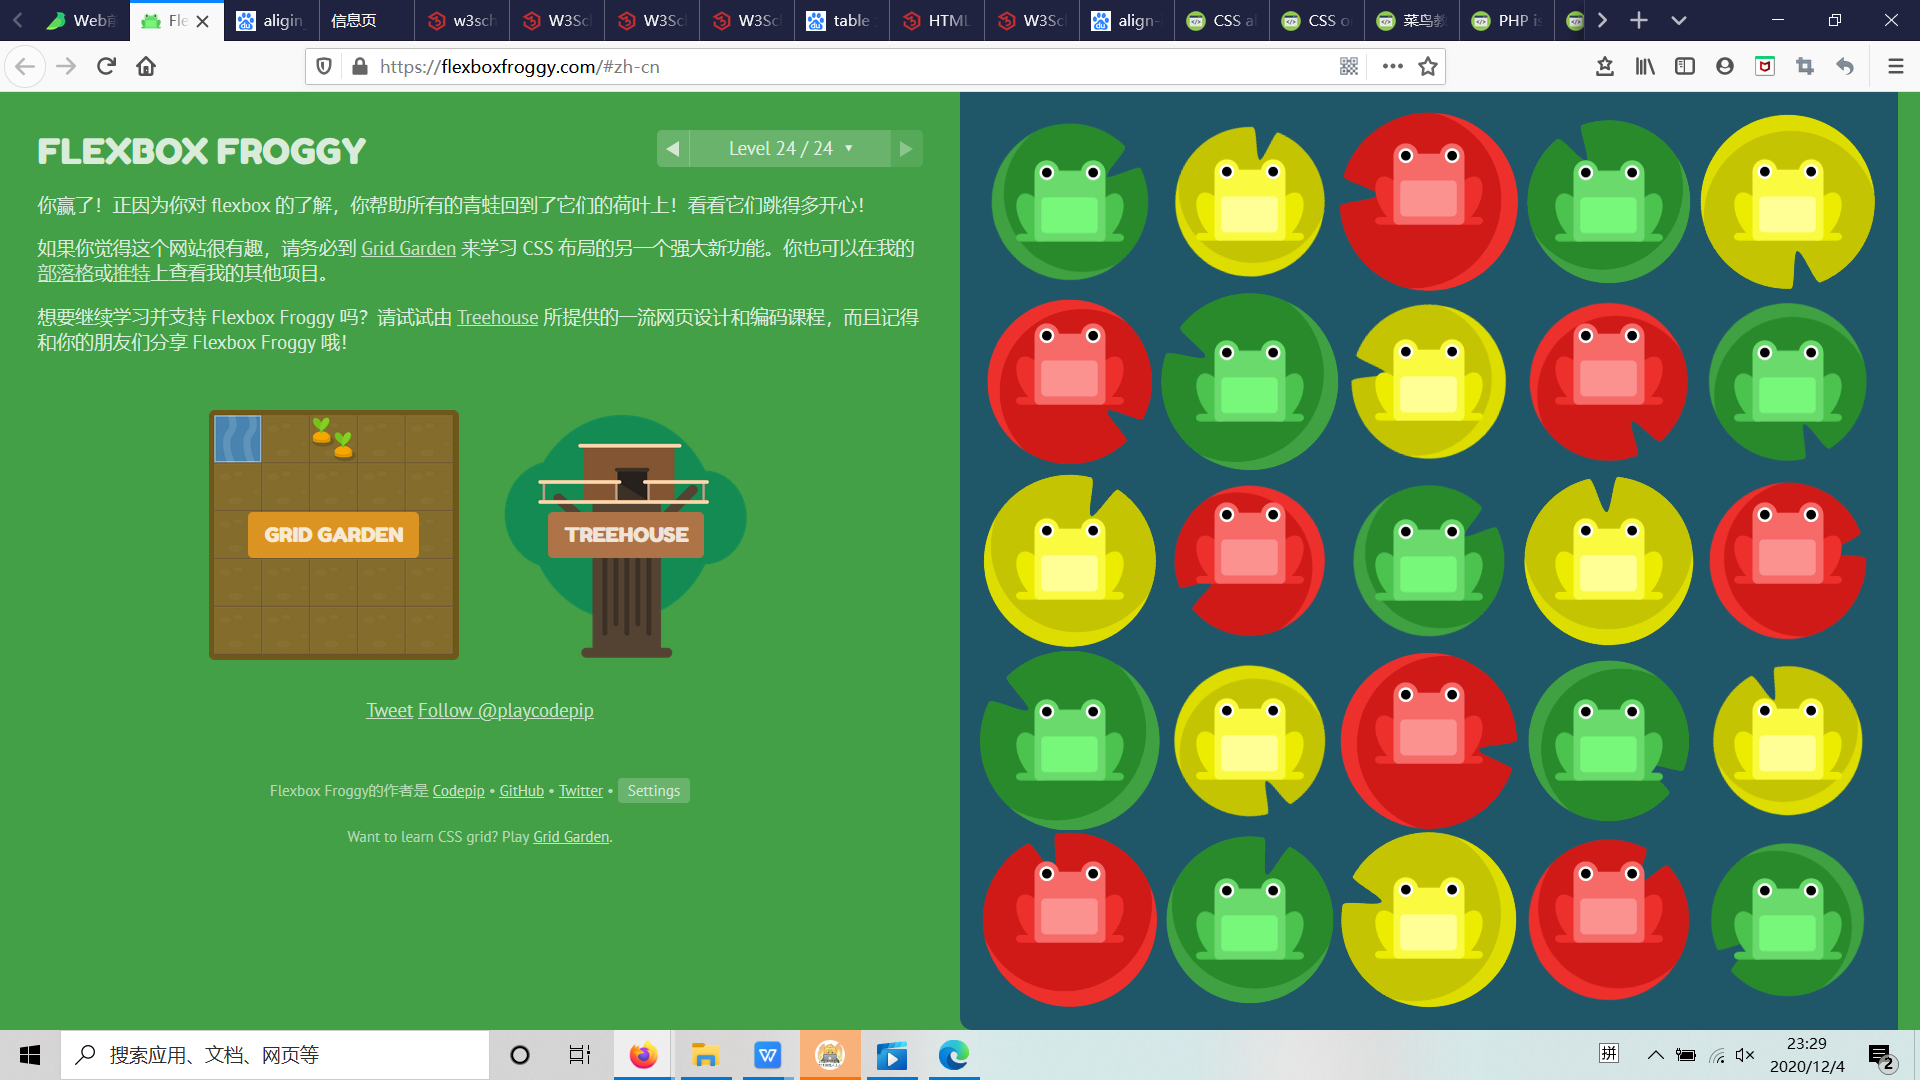 Web前
Fle
aligin_
信息页
w3sch
W3Sch
W3Sch
W3Sch
table
HTML
W3Sch
align-
CSS al
CSS o
菜鸟教
PHP is
https://flexboxfroggy.com/#zh-cn
FLEXBOX FROGGY
Level 24 / 24
你赢了！正因为你对 flexbox 的了解，你帮助所有的青蛙回到了它们的荷叶上！看看它们跳得多开心！
如果你觉得这个网站很有趣，请务必到 Grid Garden 来学习 CSS 布局的另一个强大新功能。你也可以在我的
部落格或推特上查看我的其他项目。
想要继续学习并支持 Flexbox Froggy 吗？请试试由 Treehouse 所提供的一流网页设计和编码课程，而且记得
和你的朋友们分享 Flexbox Froggy 哦！
GRID GARDEN
TREEHOUSE
Tweet Follow @playcodepip
Flexbox Froggy的作者是 Codepip • GitHub • Twitter • Settings
Want to learn CSS grid? Play Grid Garden.
搜索应用、文档、网页等
拼
23:29
2020/12/4
2